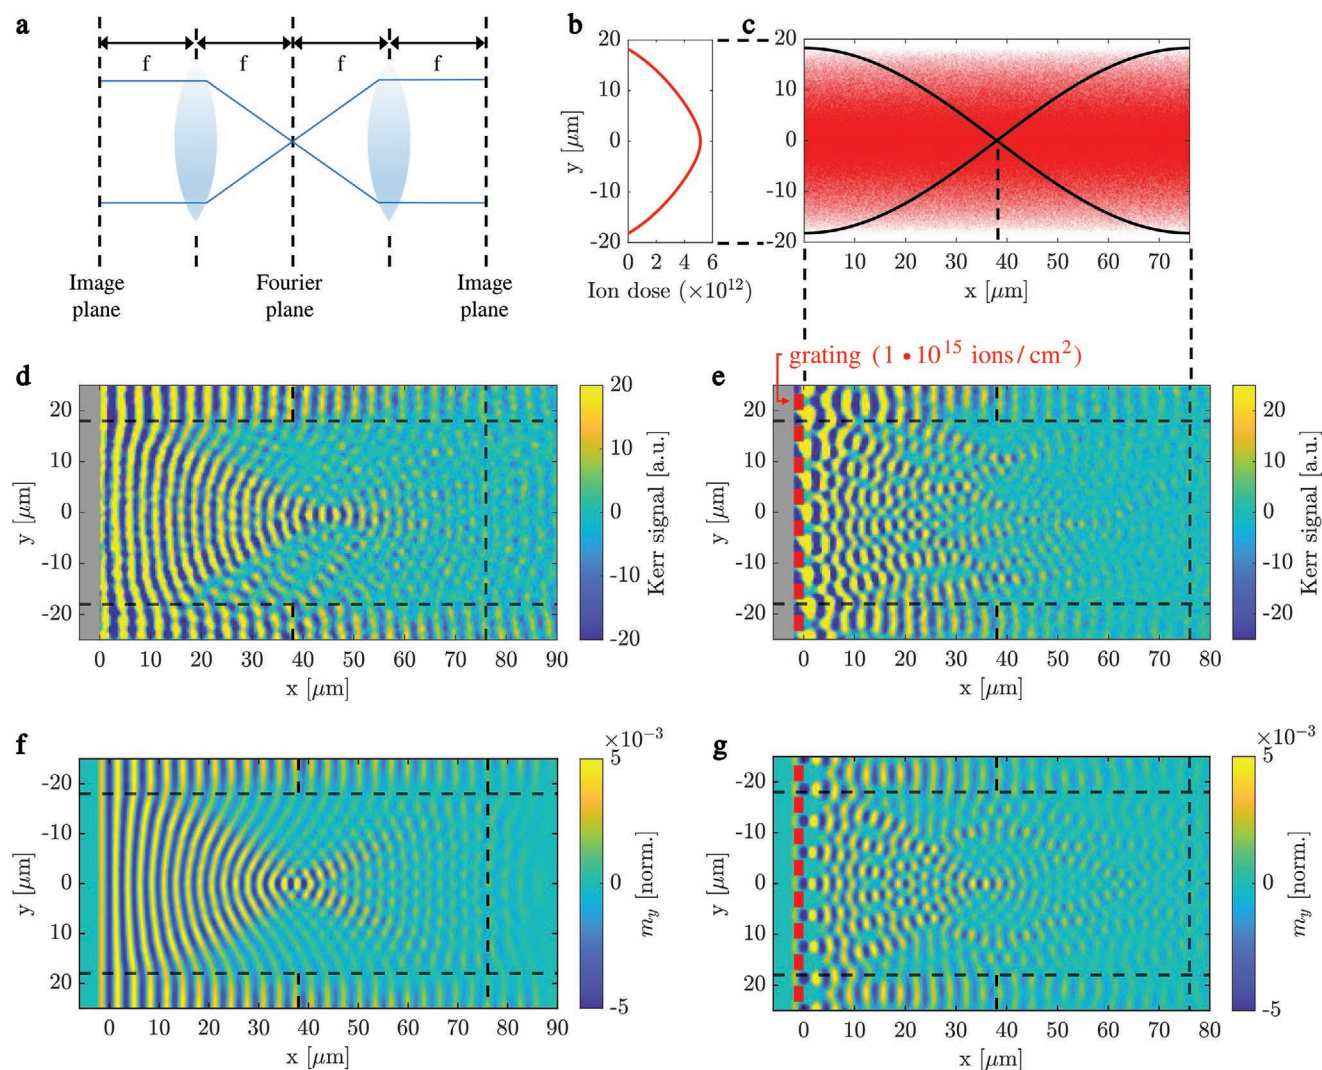 a
f f f f
Image plane
Fourier plane
Image plane
b
20
10
0
-10
-20
y [μm]
0 2 4 6
Ion dose (×10¹²)
c
20
10
0
-10
-20
10 20 30 40 50 60 70
x [μm]
grating (1 • 10¹⁵ ions/cm²)
d
20
10
0
-10
-20
y [μm]
0 10 20 30 40 50 60 70 80 90
x [μm]
20
10
0
-10
-20
Kerr signal [a.u.]
e
20
10
0
-10
-20
y [μm]
0 10 20 30 40 50 60 70 80
x [μm]
20
10
0
-10
-20
Kerr signal [a.u.]
f
-20
-10
0
10
20
y [μm]
0 10 20 30 40 50 60 70 80 90
x [μm]
×10⁻³
5
0
-5
m_y [norm.]
g
-20
-10
0
10
20
y [μm]
0 10 20 30 40 50 60 70 80
x [μm]
×10⁻³
5
0
-5
m_y [norm.]